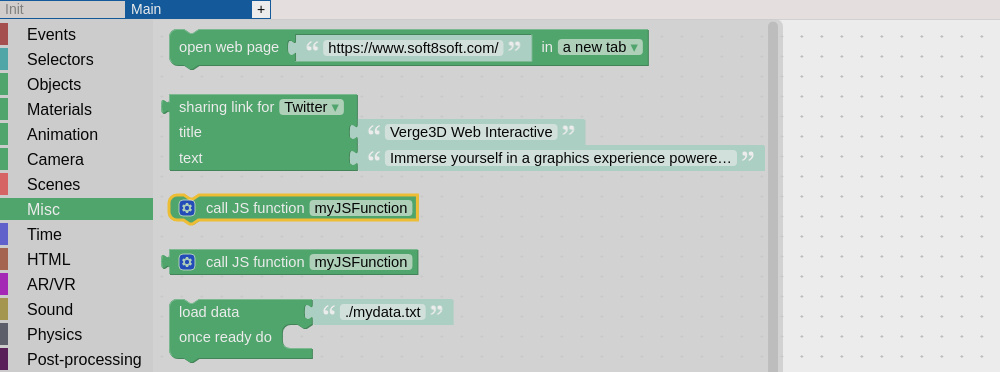 Init
Main
+
Events
Selectors
Objects
Materials
Animation
Camera
Scenes
Misc
Time
HTML
AR/VR
Sound
Physics
Post-processing
open web page “ https://www.soft8soft.com/ ” in a new tab ▾
sharing link for Twitter ▾
title “ Verge3D Web Interactive ”
text “ Immerse yourself in a graphics experience powere… ”
call JS function myJSFunction
call JS function myJSFunction
load data “ ./mydata.txt ”
once ready do